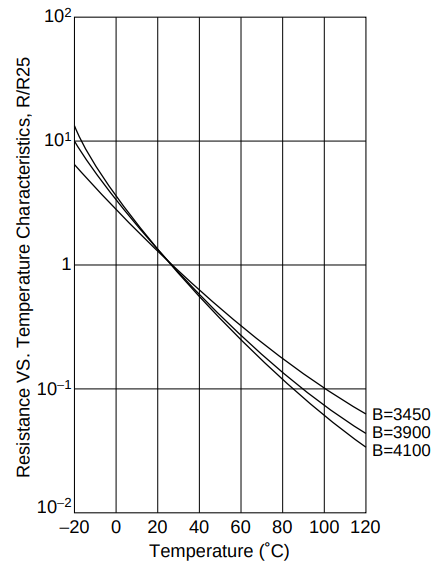 Resistance VS. Temperature Characteristics, R/R25
10²
10¹
1
10⁻¹
10⁻²
B=3450
B=3900
B=4100
–20 0 20 40 60 80 100 120
Temperature (˚C)